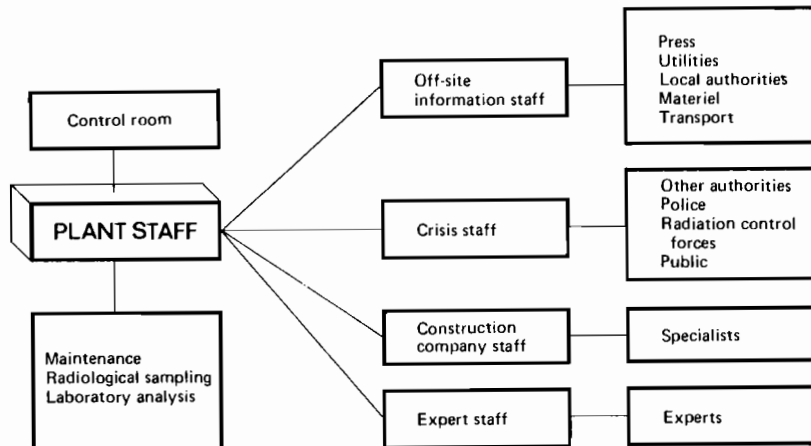 Control room
PLANT STAFF
Maintenance
Radiological sampling
Laboratory analysis
Off-site
information staff
Press
Utilities
Local authorities
Materiel
Transport
Crisis staff
Other authorities
Police
Radiation control
forces
Public
Construction
company staff
Specialists
Expert staff
Experts